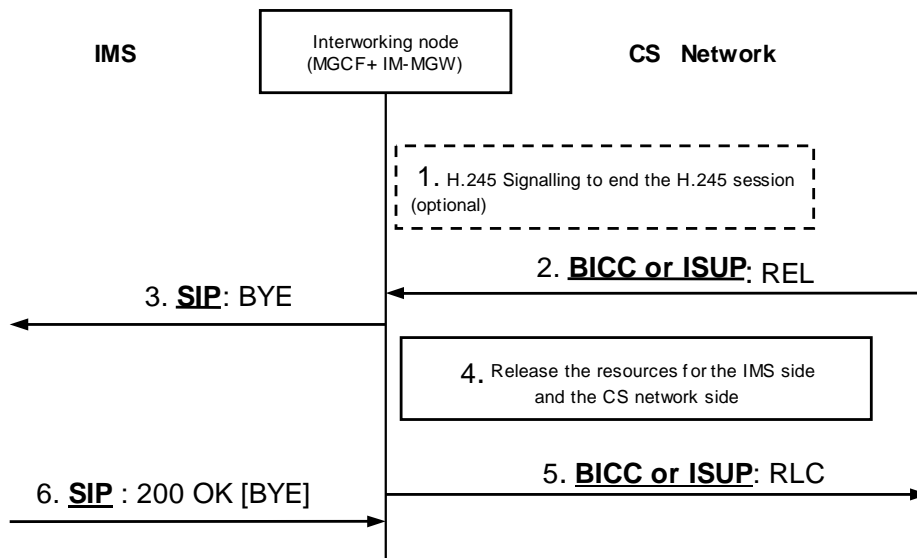 IMS
Interworking node
(MGCF+ IM-MGW)
CS Network
1. H.245 Signalling to end the H.245 session
(optional)
2. BICC or ISUP: REL
3. SIP: BYE
4. Release the resources for the IMS side
and the CS network side
5. BICC or ISUP: RLC
6. SIP : 200 OK [BYE]